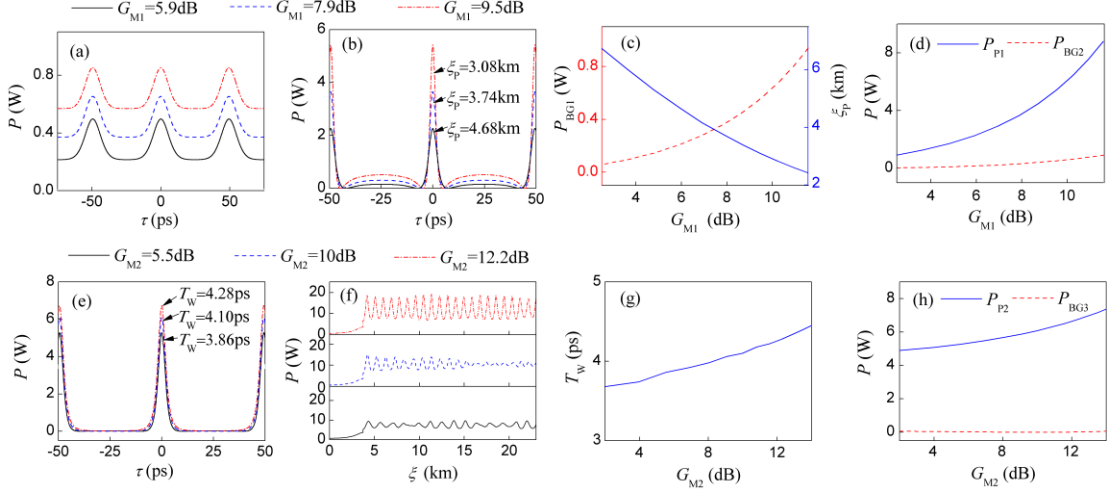 G_M1=5.9dB G_M1=7.9dB G_M1=9.5dB
(a)
0.8
0.4
0.0
P (W)
-50 0 50
τ (ps)
(b)
6
4
2
0
P (W)
ξ_P=3.08km
ξ_P=3.74km
ξ_P=4.68km
-50 -25 0 25 50
τ (ps)
(c)
0.8
0.4
0.0
P_BG1 (W)
6
4
2
ξ_P (km)
4 6 8 10
G_M1 (dB)
(d)
P_P1 P_BG2
8
4
0
P (W)
4 6 8 10
G_M1 (dB)
G_M2=5.5dB G_M2=10dB G_M2=12.2dB
(e)
T_W=4.28ps
T_W=4.10ps
T_W=3.86ps
6
4
2
0
P (W)
-50 -25 0 25 50
τ (ps)
(f)
20
10
0
20
10
0
20
10
0
P (W)
0 5 10 15 20
ξ (km)
(g)
5
4
3
T_W (ps)
4 8 12
G_M2 (dB)
(h)
P_P2 P_BG3
8
4
0
P (W)
4 8 12
G_M2 (dB)